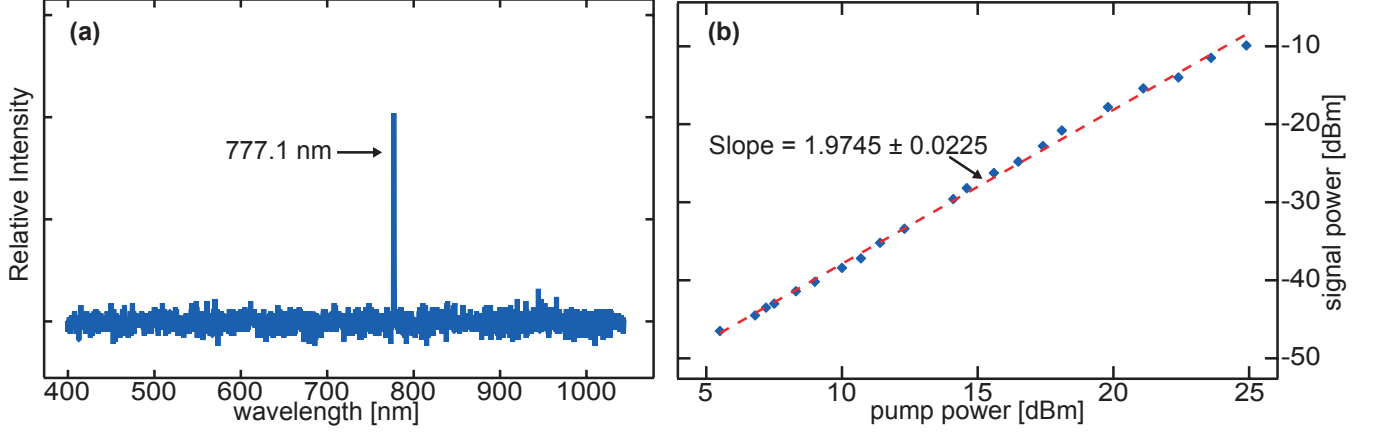 (a)
Relative Intensity
777.1 nm
400 500 600 700 800 900 1000
wavelength [nm]
(b)
Slope = 1.9745 ± 0.0225
-10
-20
-30
-40
-50
signal power [dBm]
5 10 15 20 25
pump power [dBm]